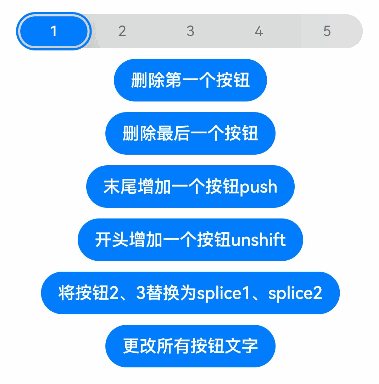 1 2 3 4 5
删除第一个按钮
删除最后一个按钮
末尾增加一个按钮push
开头增加一个按钮unshift
将按钮2、3替换为splice1、splice2
更改所有按钮文字